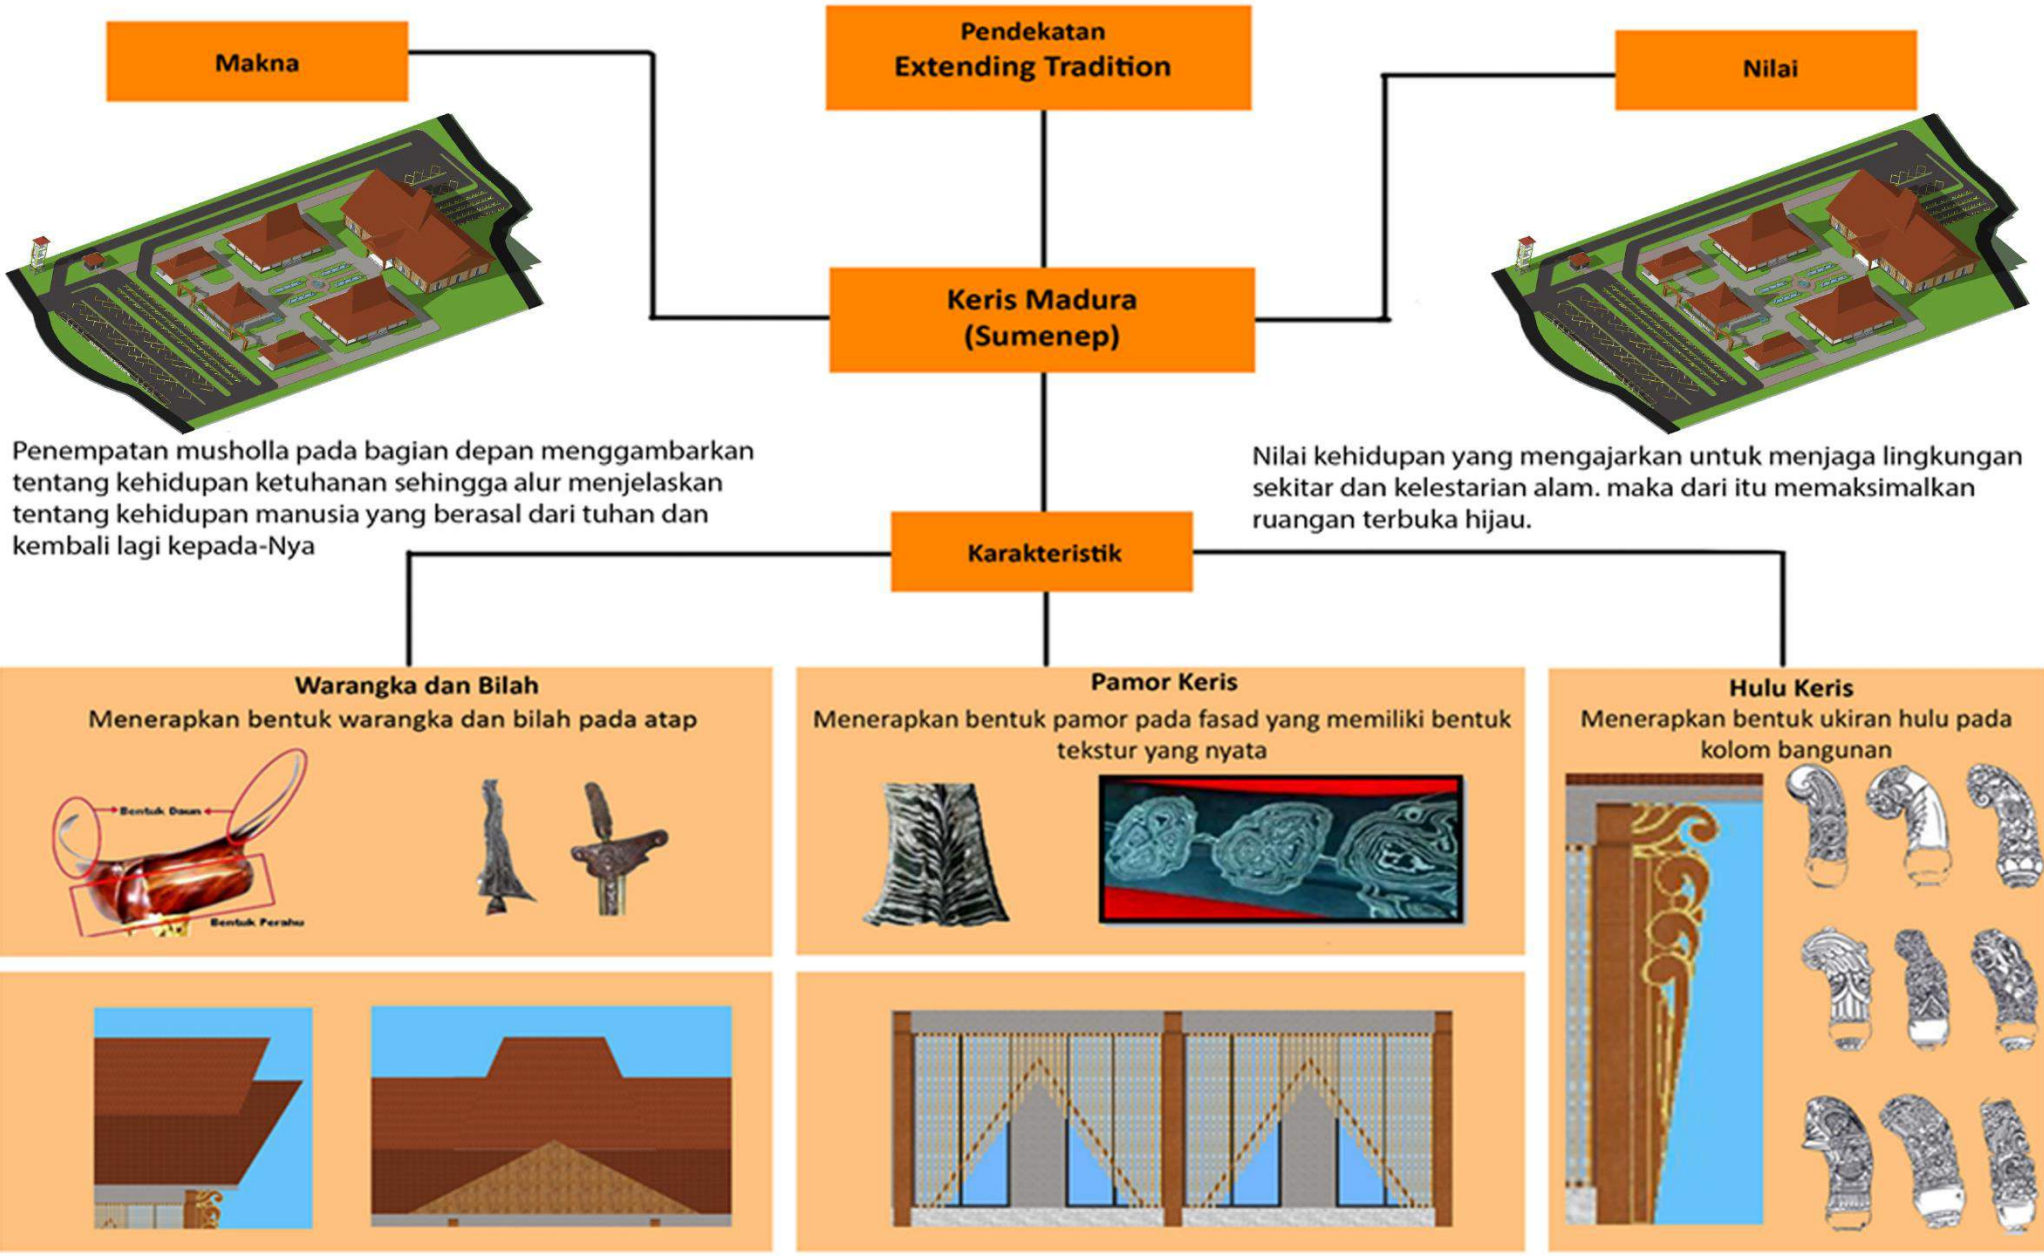 Makna
Pendekatan
Extending Tradition
Nilai
Keris Madura
(Sumenep)
Penempatan musholla pada bagian depan menggambarkan
tentang kehidupan ketuhanan sehingga alur menjelaskan
tentang kehidupan manusia yang berasal dari tuhan dan
kembali lagi kepada-Nya
Nilai kehidupan yang mengajarkan untuk menjaga lingkungan
sekitar dan kelestarian alam. maka dari itu memaksimalkan
ruangan terbuka hijau.
Karakteristik
Warangka dan Bilah
Menerapkan bentuk warangka dan bilah pada atap
Bentuk Daun
Bentuk Perahu
Pamor Keris
Menerapkan bentuk pamor pada fasad yang memiliki bentuk
tekstur yang nyata
Hulu Keris
Menerapkan bentuk ukiran hulu pada
kolom bangunan